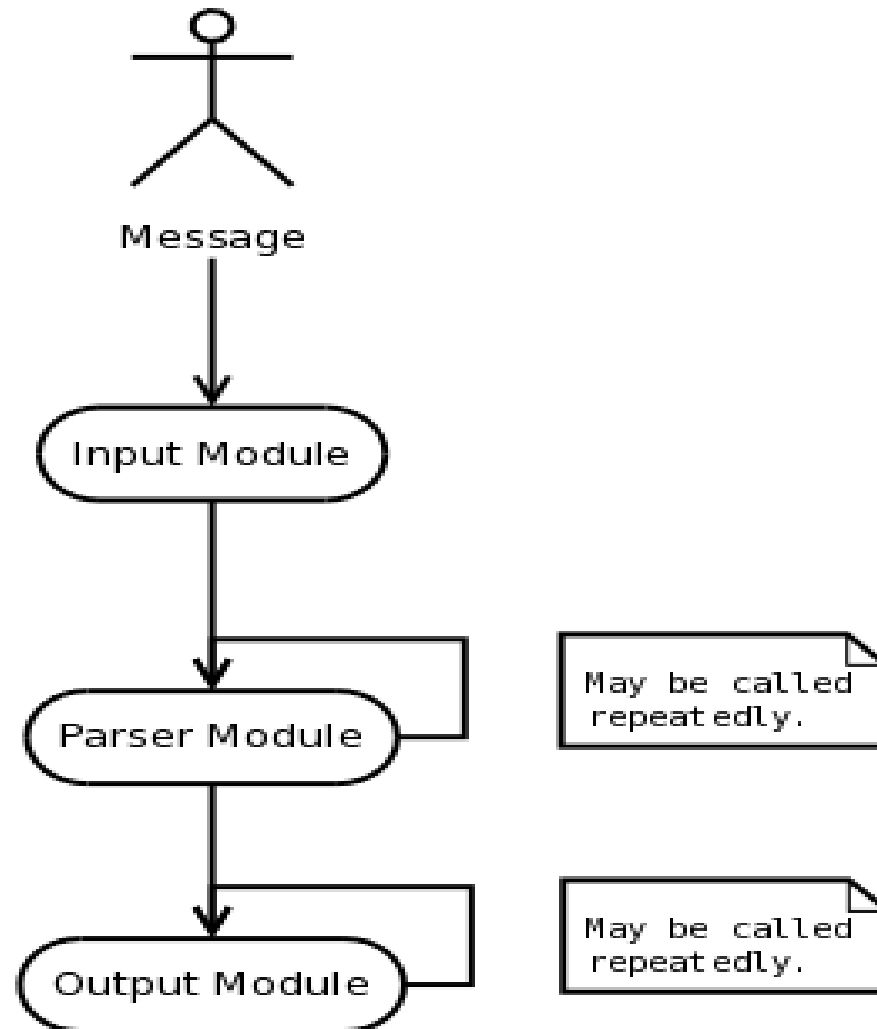 Message
Input Module
May be called
repeatedly.
Parser Module
May be called
repeatedly.
Output Module